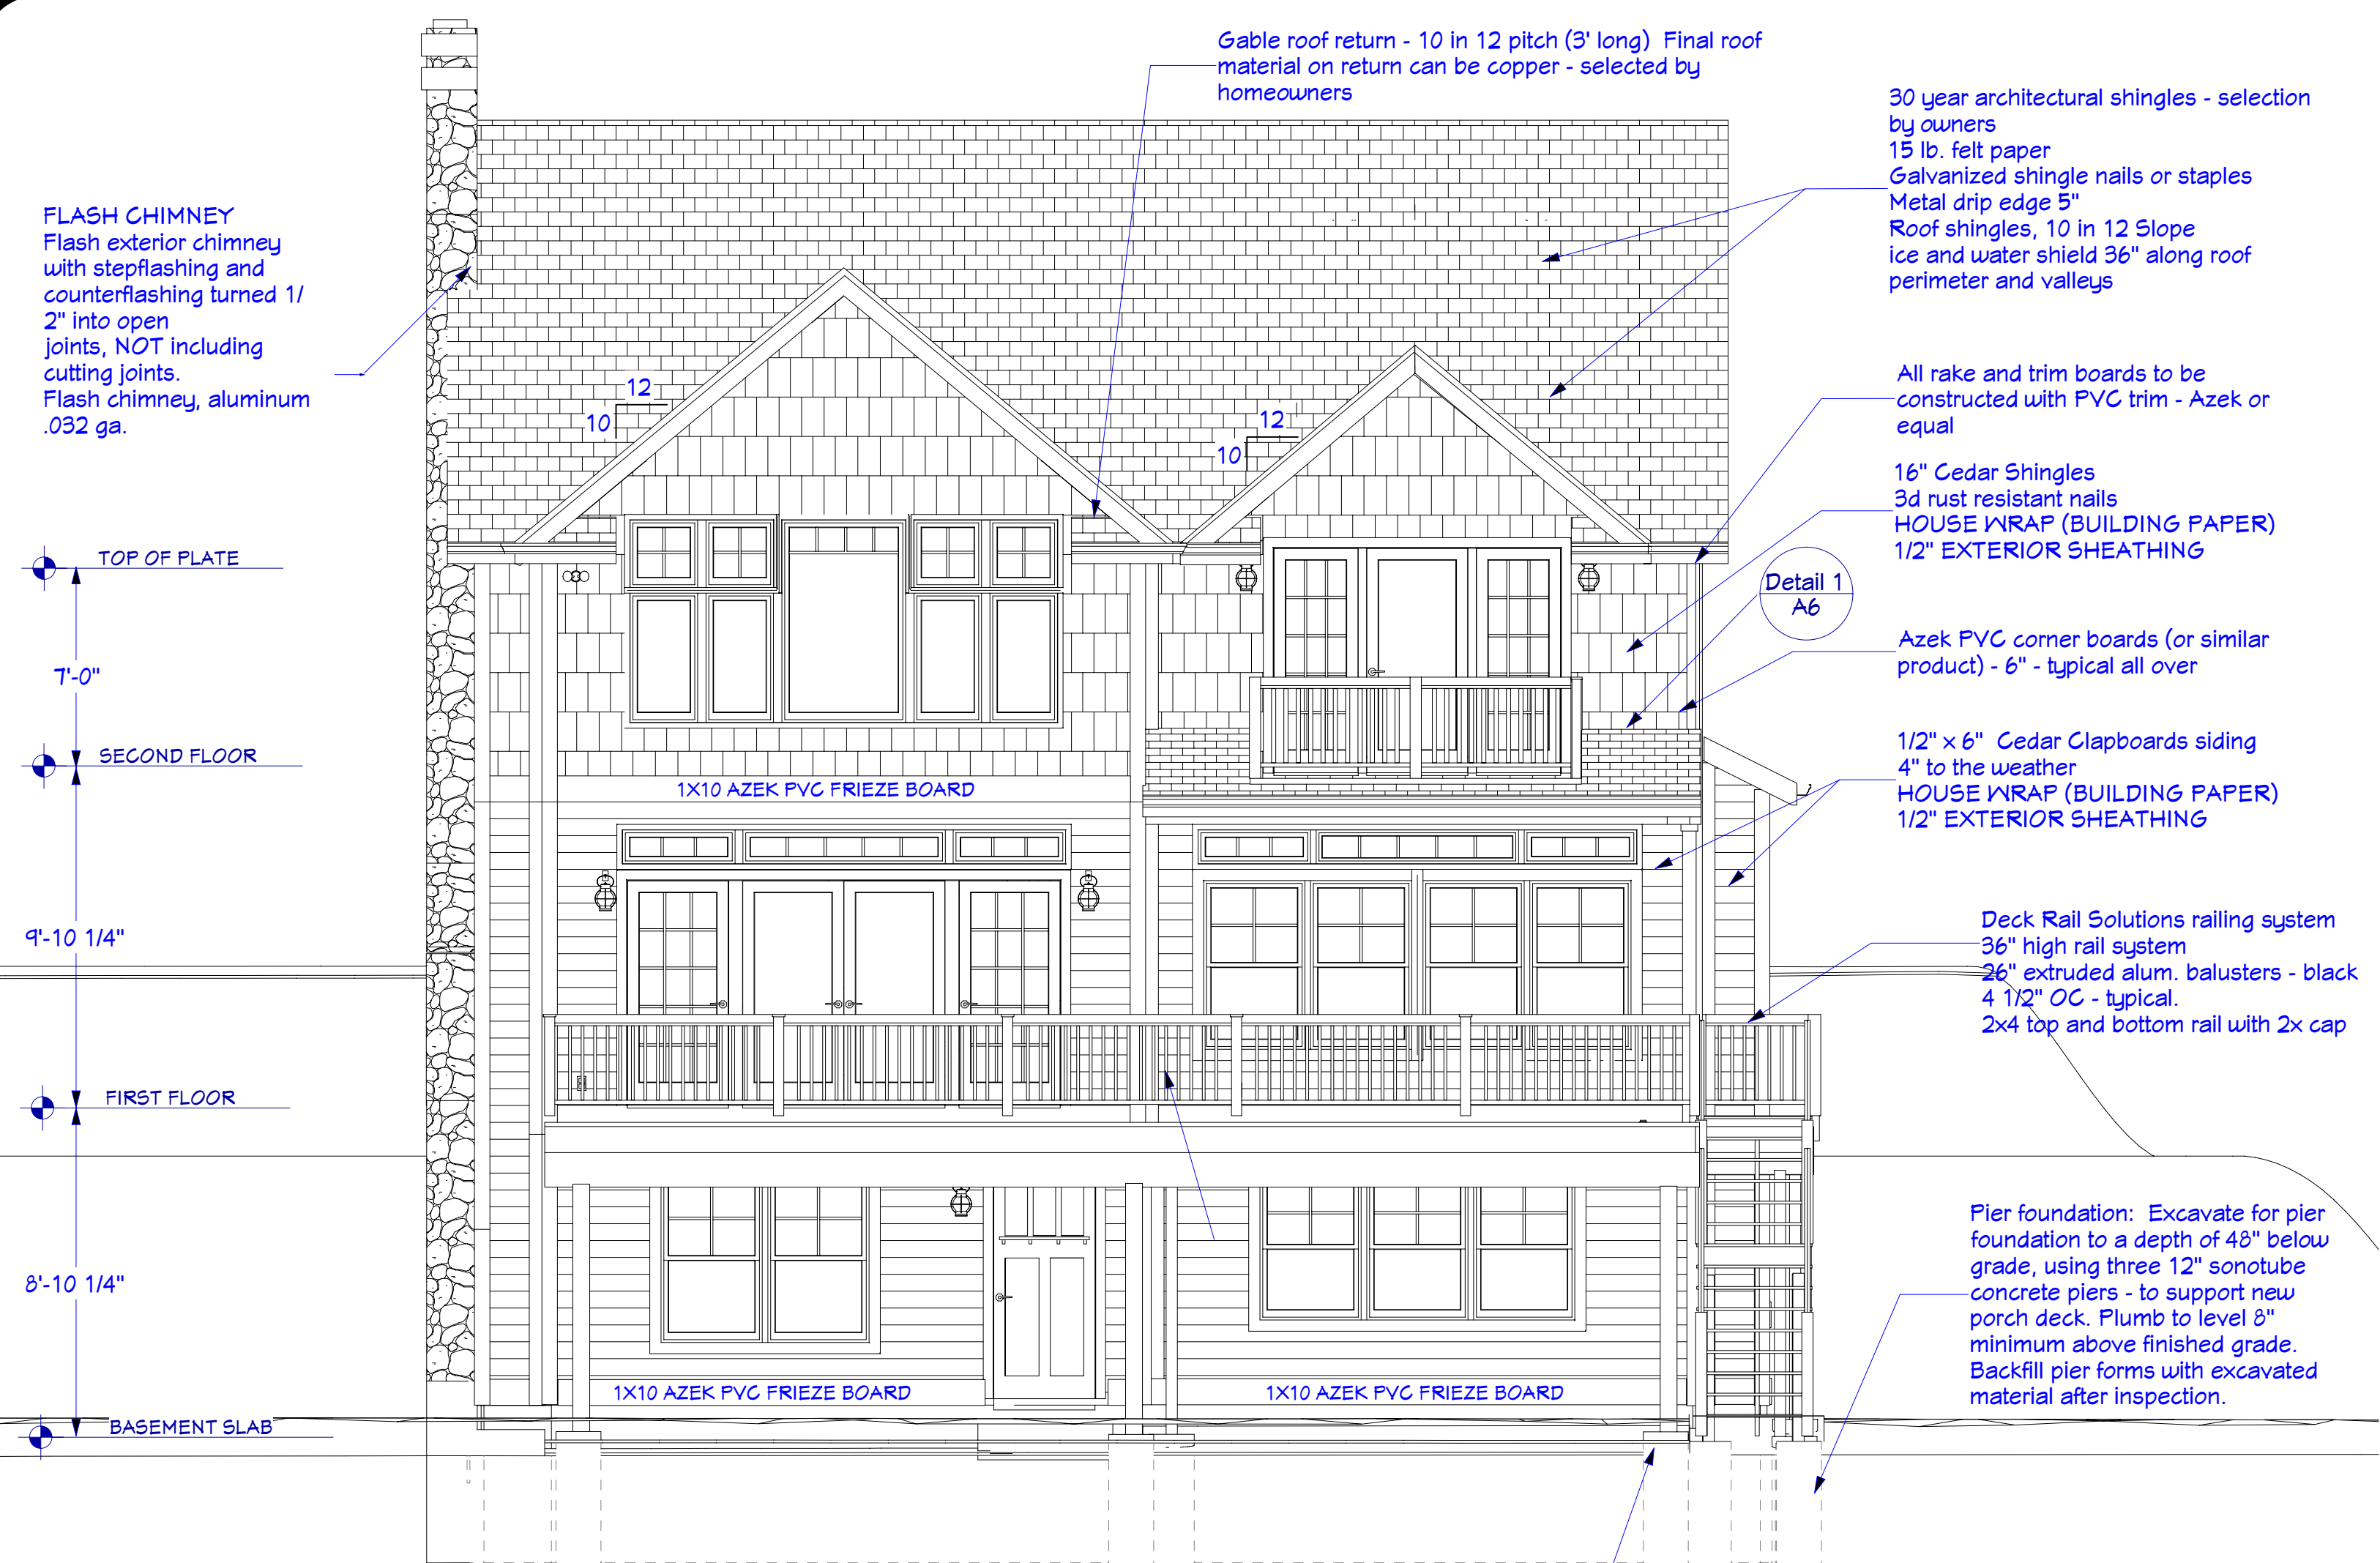 Gable roof return - 10 in 12 pitch (3' long)  Final roof
material on return can be copper - selected by
homeowners
30 year architectural shingles - selection
by owners
15 lb. felt paper
Galvanized shingle nails or staples
Metal drip edge 5"
Roof shingles, 10 in 12 Slope
ice and water shield 36" along roof
perimeter and valleys
FLASH CHIMNEY
Flash exterior chimney
with stepflashing and
counterflashing turned 1/
2" into open
joints, NOT including
cutting joints.
Flash chimney, aluminum
.032 ga.
12
10
12
10
All rake and trim boards to be
constructed with PVC trim - Azek or
equal
16" Cedar Shingles
3d rust resistant nails
HOUSE WRAP (BUILDING PAPER)
1/2" EXTERIOR SHEATHING
TOP OF PLATE
Detail 1
A6
Azek PVC corner boards (or similar
product) - 6" - typical all over
7'-0"
SECOND FLOOR
1/2" x 6"  Cedar Clapboards siding
4" to the weather
HOUSE WRAP (BUILDING PAPER)
1/2" EXTERIOR SHEATHING
1X10 AZEK PVC FRIEZE BOARD
9'-10 1/4"
Deck Rail Solutions railing system
36" high rail system
26" extruded alum. balusters - black
4 1/2" OC - typical.
2x4 top and bottom rail with 2x cap
FIRST FLOOR
8'-10 1/4"
Pier foundation:  Excavate for pier
foundation to a depth of 48" below
grade, using three 12" sonotube
concrete piers - to support new
porch deck. Plumb to level 8"
minimum above finished grade.
Backfill pier forms with excavated
material after inspection.
1X10 AZEK PVC FRIEZE BOARD
1X10 AZEK PVC FRIEZE BOARD
BASEMENT SLAB